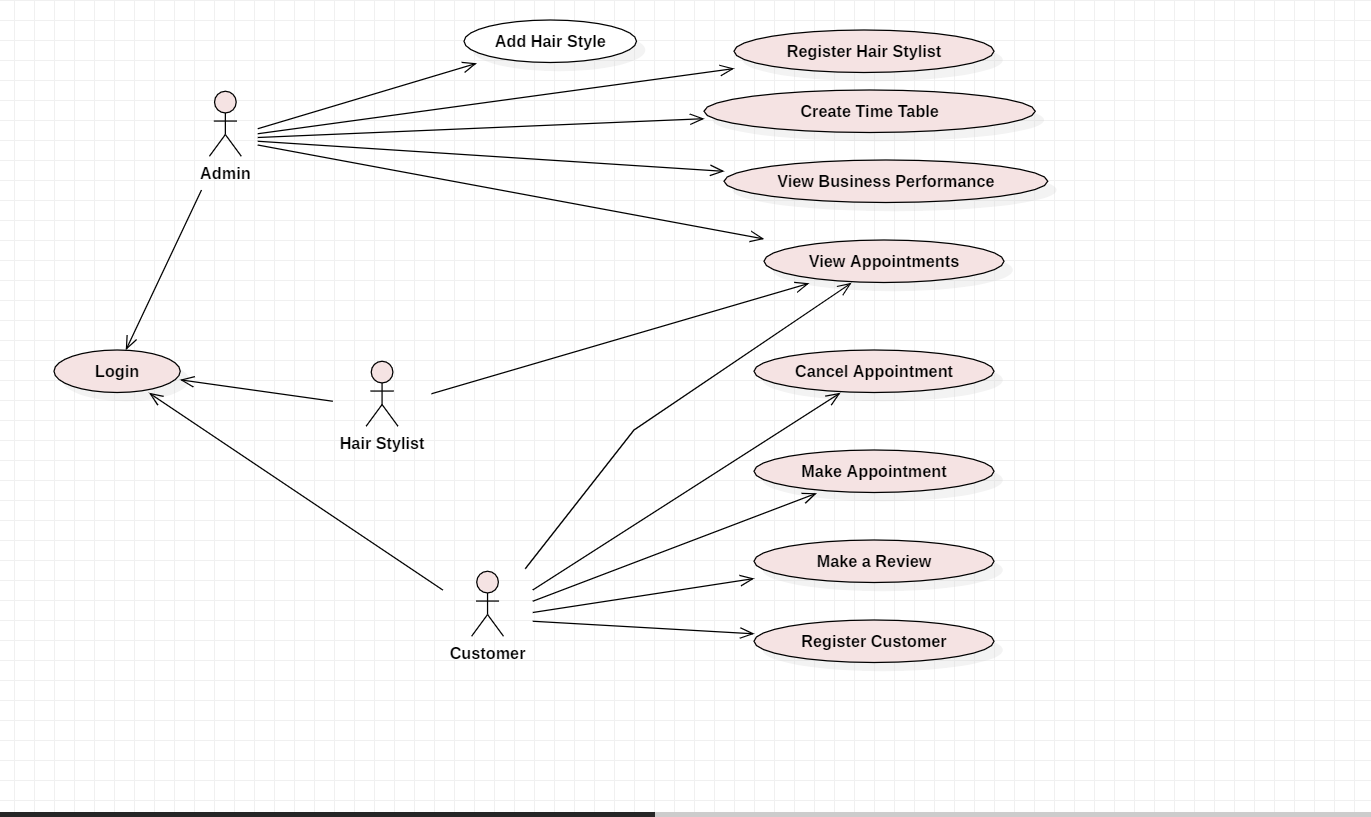 Add Hair Style
Register Hair Stylist
Create Time Table
Admin
View Business Performance
View Appointments
Login
Cancel Appointment
Hair Stylist
Make Appointment
Make a Review
Customer
Register Customer